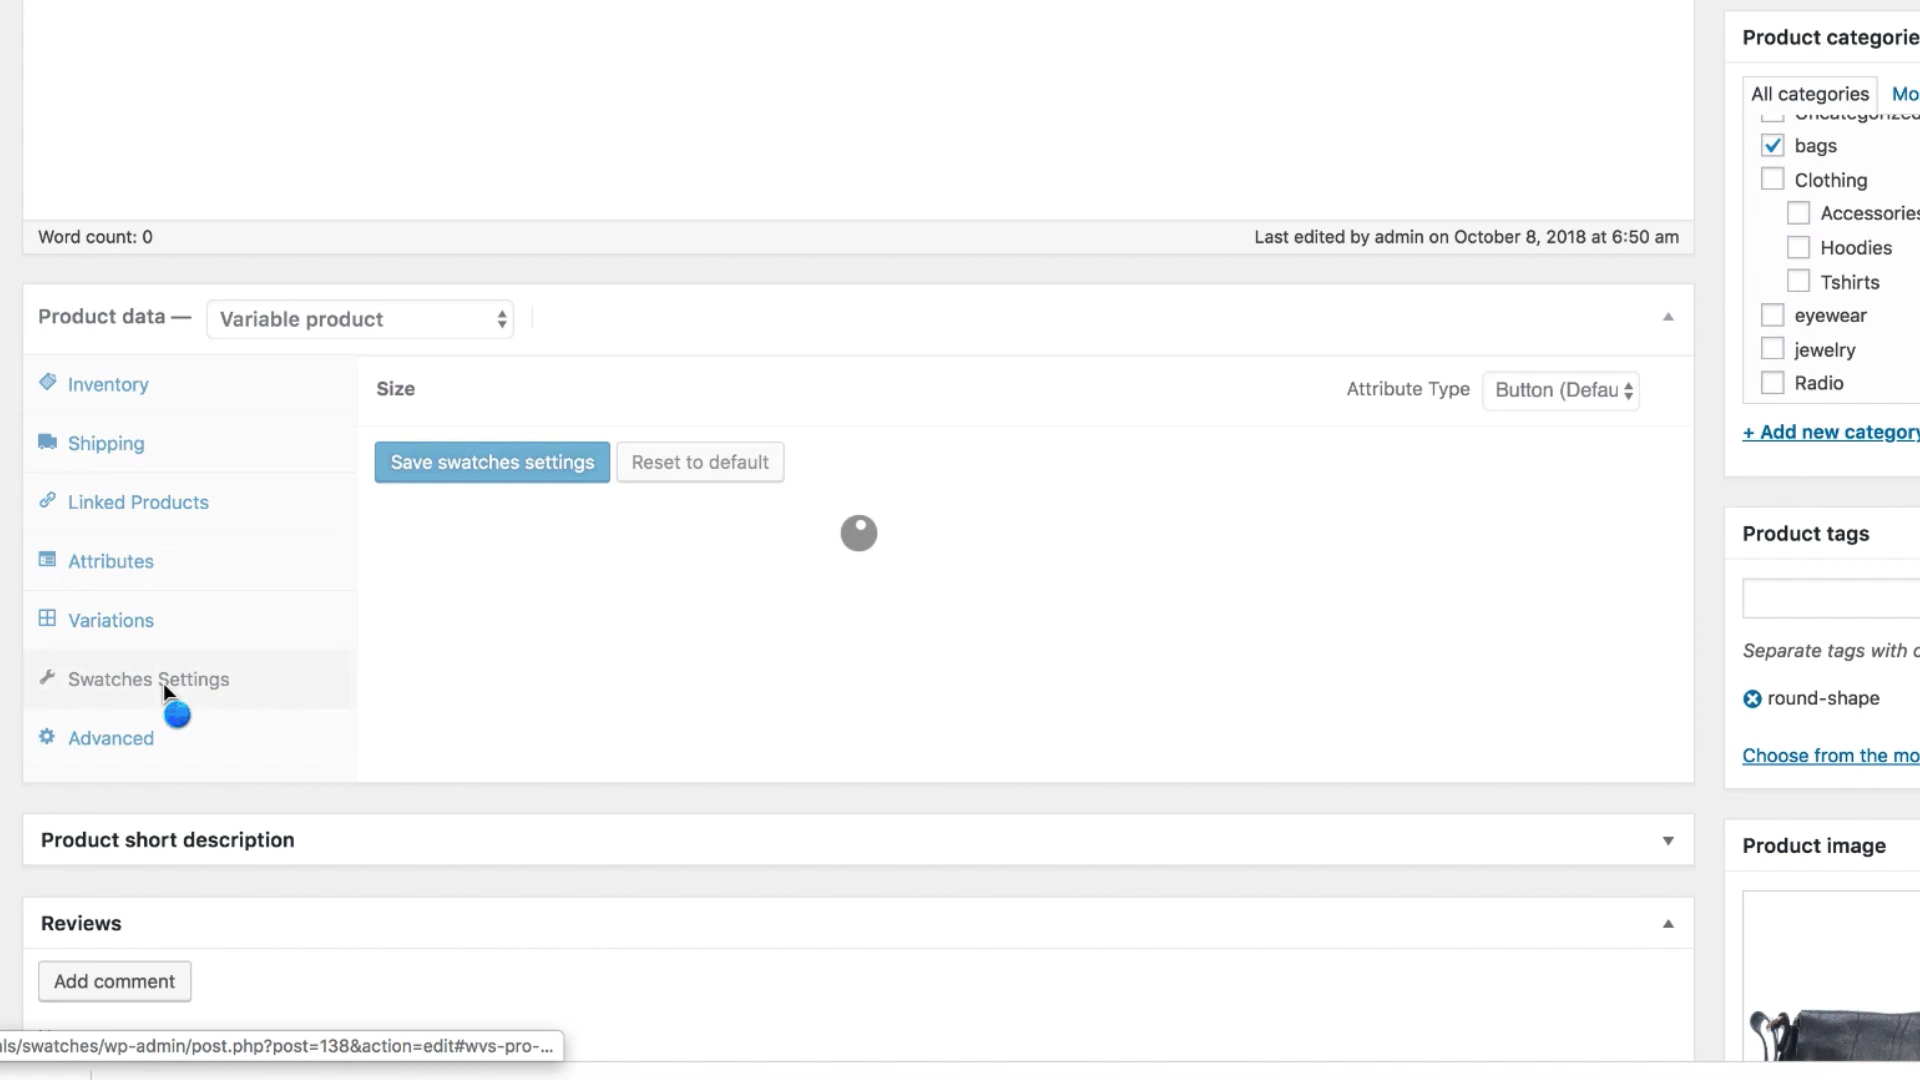 Product categorie
All categories Mo
Uncategorized
bags
Clothing
Accessories
Hoodies
Tshirts
eyewear
jewelry
Radio
+ Add new category
Word count: 0
Last edited by admin on October 8, 2018 at 6:50 am
Product data —
Variable product
Inventory
Shipping
Linked Products
Attributes
Variations
Swatches Settings
Advanced
Size
Attribute Type
Button (Defau
Save swatches settings
Reset to default
Product tags
Separate tags with c
round-shape
Choose from the mo
Product short description
Reviews
Add comment
Product image
ls/swatches/wp-admin/post.php?post=138&action=edit#wvs-pro-...